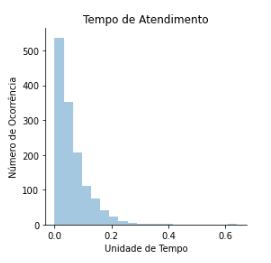 Tempo de Atendimento
500
400
300
200
100
0
Número de Ocorrência
0.0 0.2 0.4 0.6
Unidade de Tempo